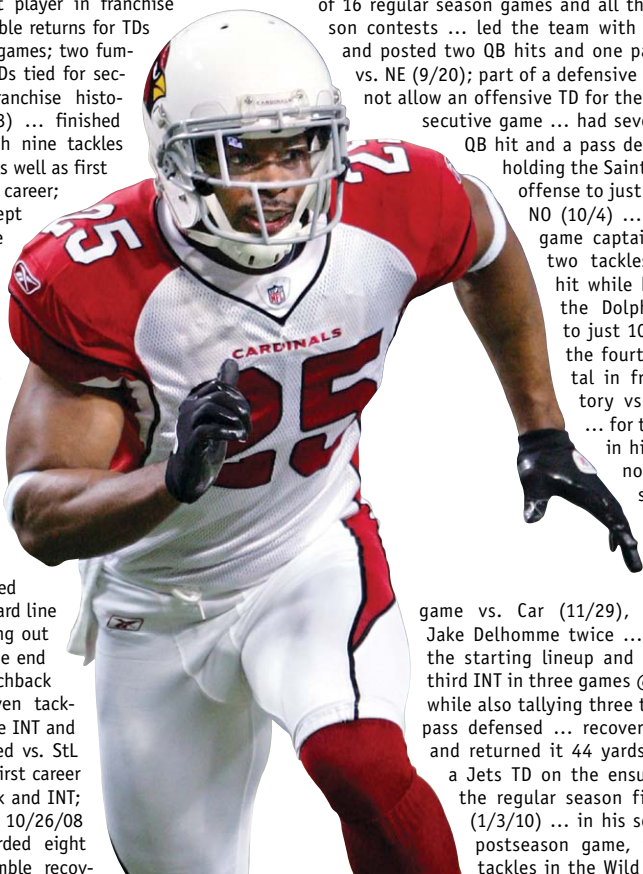 t player in franchise
ble returns for TDs
games; two fum-
Ds tied for sec-
ranchise histo-
3) ... finished
h nine tackles
s well as first
career;
ept
ed
ard line
ng out
e end
chback
ven tack-
e INT and
ed vs. StL
first career
k and INT;
10/26/08
rded eight
mble recov-
of 16 regular season games and all th
son contests ... led the team with
and posted two QB hits and one pa
vs. NE (9/20); part of a defensive
not allow an offensive TD for the
secutive game ... had seve
QB hit and a pass de
holding the Saint
offense to just
NO (10/4) ...
game captai
two tackles
hit while
the Dolph
to just 10
the fourt
tal in fr
tory vs
... for t
in hi
no
s
game vs. Car (11/29),
Jake Delhomme twice ...
the starting lineup and
third INT in three games @
while also tallying three t
pass defensed ... recover
and returned it 44 yards
a Jets TD on the ensu
the regular season fi
(1/3/10) ... in his se
postseason game,
tackles in the Wild
25
25
NFL
CARDINALS
25